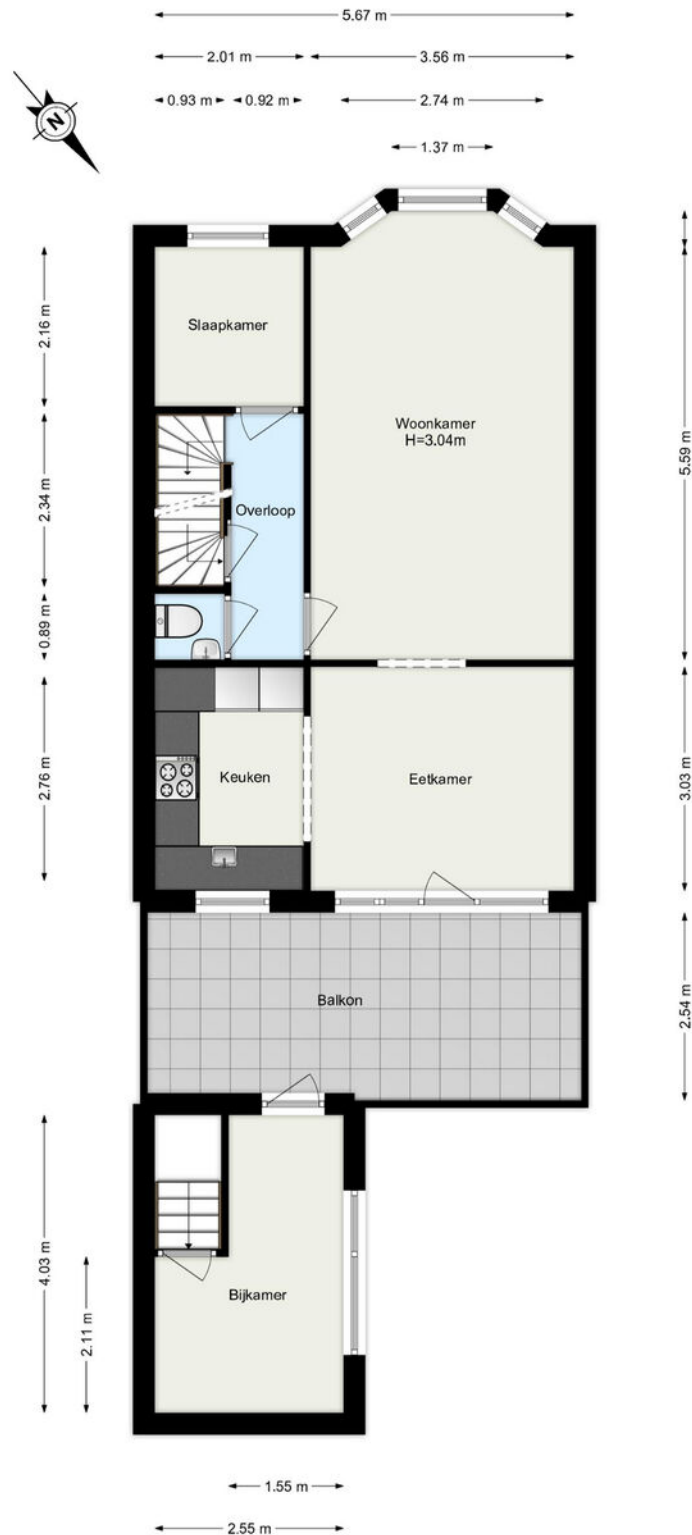 5.67 m
2.01 m
3.56 m
0.93 m
0.92 m
2.74 m
N
1.37 m
2.16 m
Slaapkamer
5.59 m
Woonkamer
H=3.04m
2.34 m
Overloop
0.89 m
2.76 m
Keuken
Eetkamer
3.03 m
Balkon
2.54 m
4.03 m
Bijkamer
2.11 m
1.55 m
2.55 m